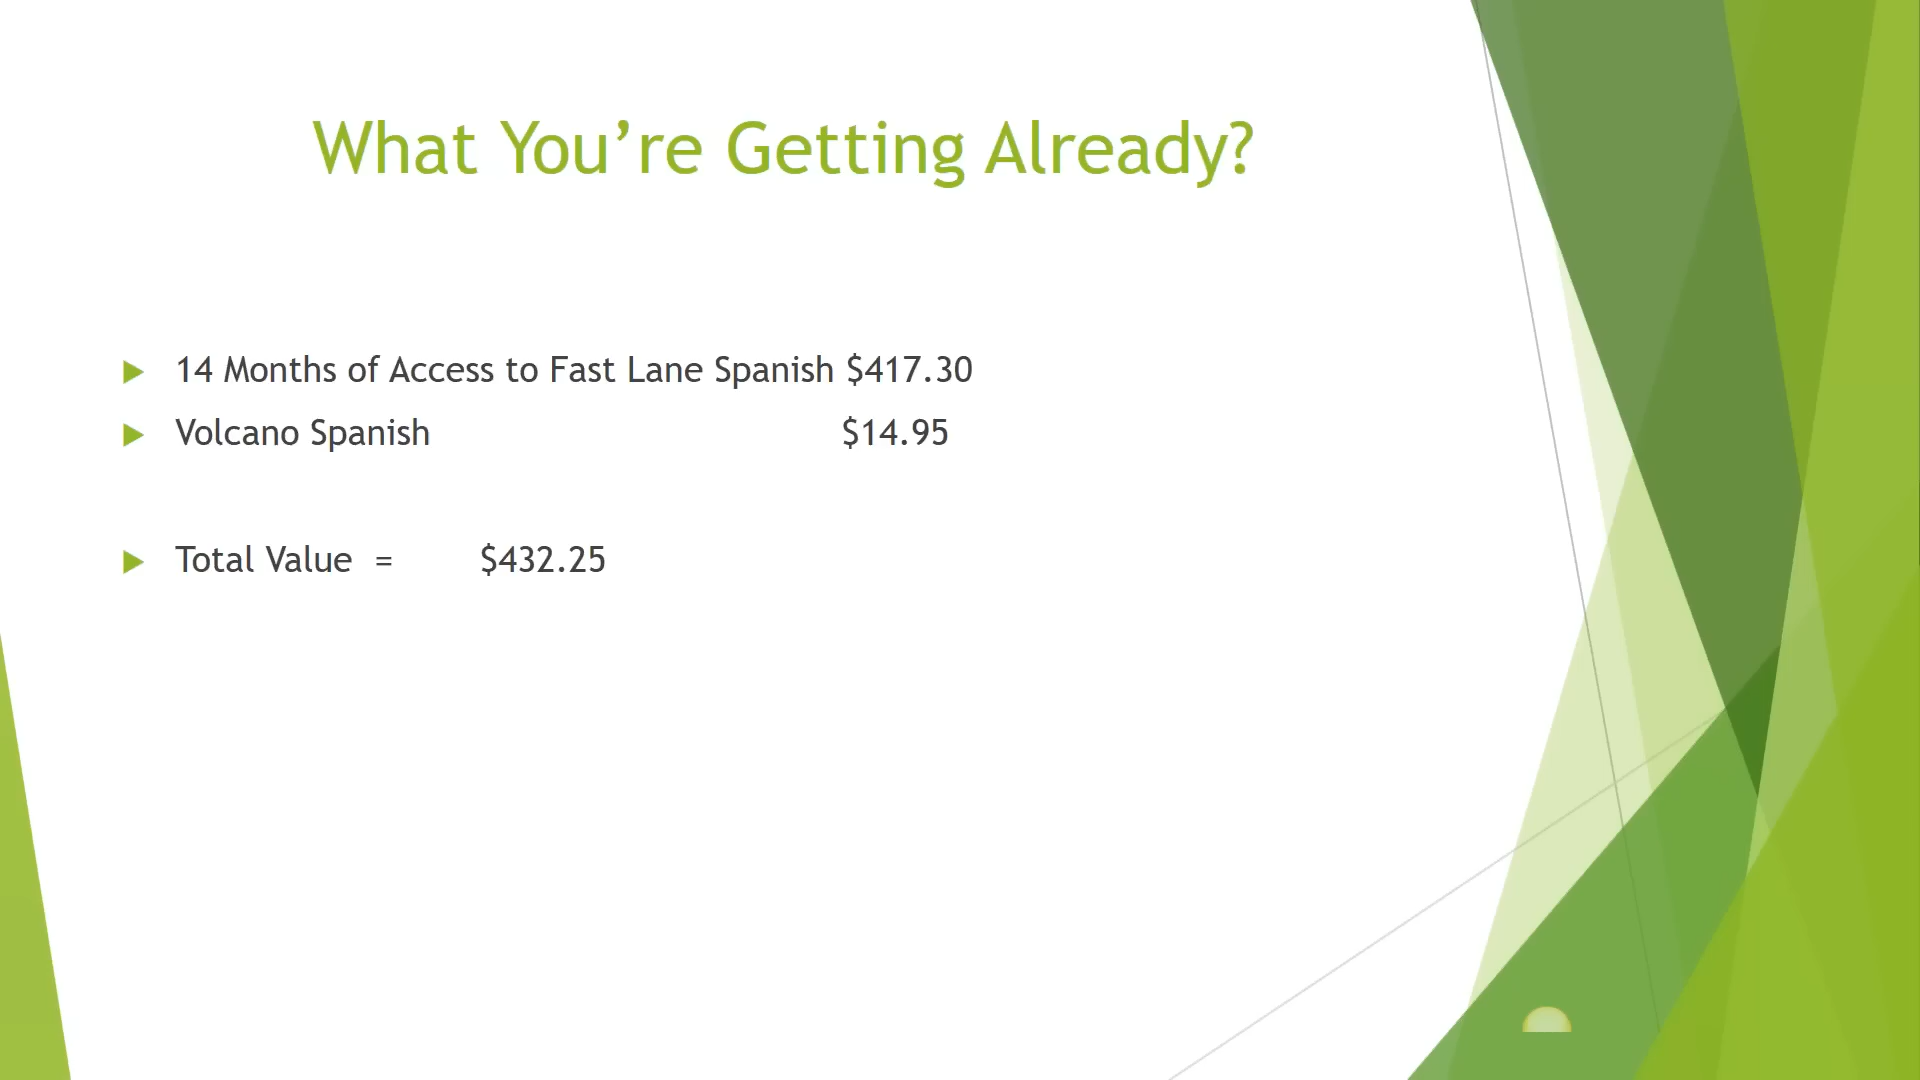 What You’re Getting Already?
14 Months of Access to Fast Lane Spanish $417.30
Volcano Spanish $14.95
Total Value = $432.25